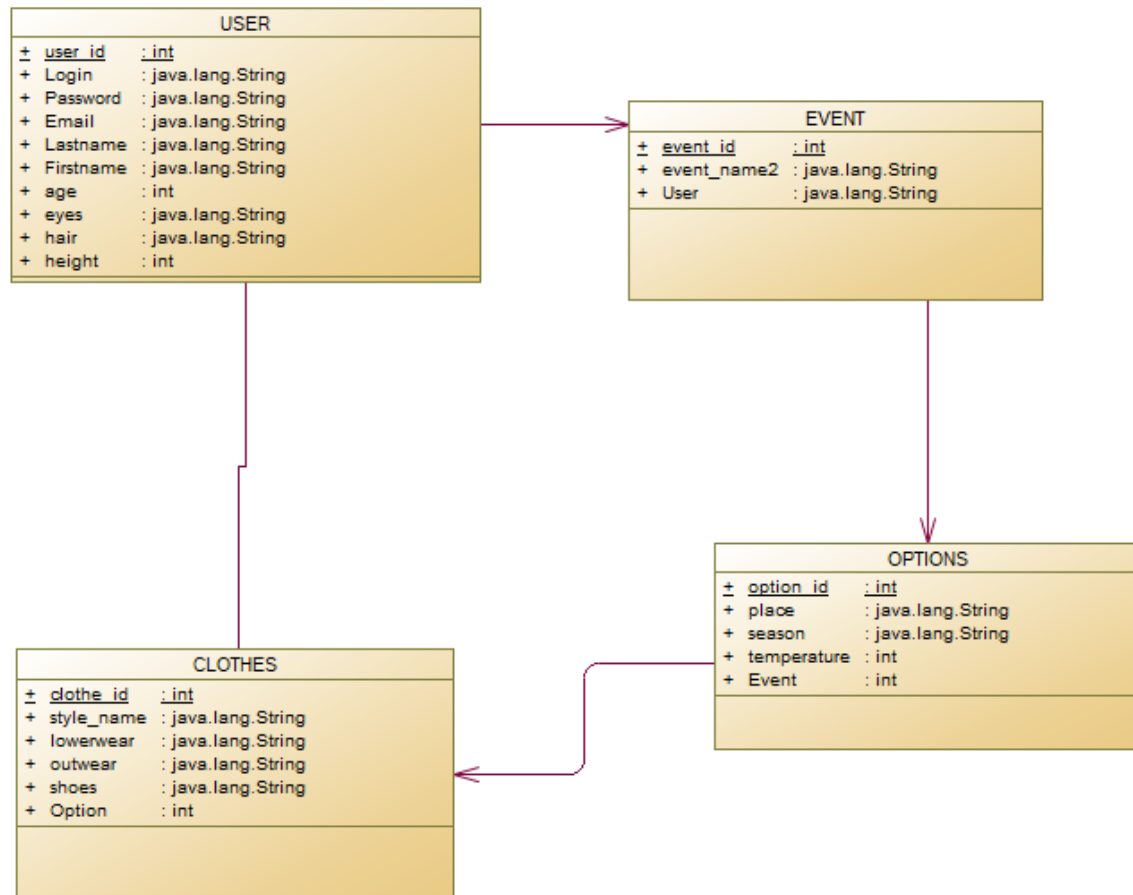 USER
+ user_id : int
+ Login : java.lang.String
+ Password : java.lang.String
+ Email : java.lang.String
+ Lastname : java.lang.String
+ Firstname : java.lang.String
+ age : int
+ eyes : java.lang.String
+ hair : java.lang.String
+ height : int
EVENT
+ event_id : int
+ event_name2 : java.lang.String
+ User : java.lang.String
OPTIONS
+ option_id : int
+ place : java.lang.String
+ season : java.lang.String
+ temperature : int
+ Event : int
CLOTHES
+ clothe_id : int
+ style_name : java.lang.String
+ lowerwear : java.lang.String
+ outwear : java.lang.String
+ shoes : java.lang.String
+ Option : int